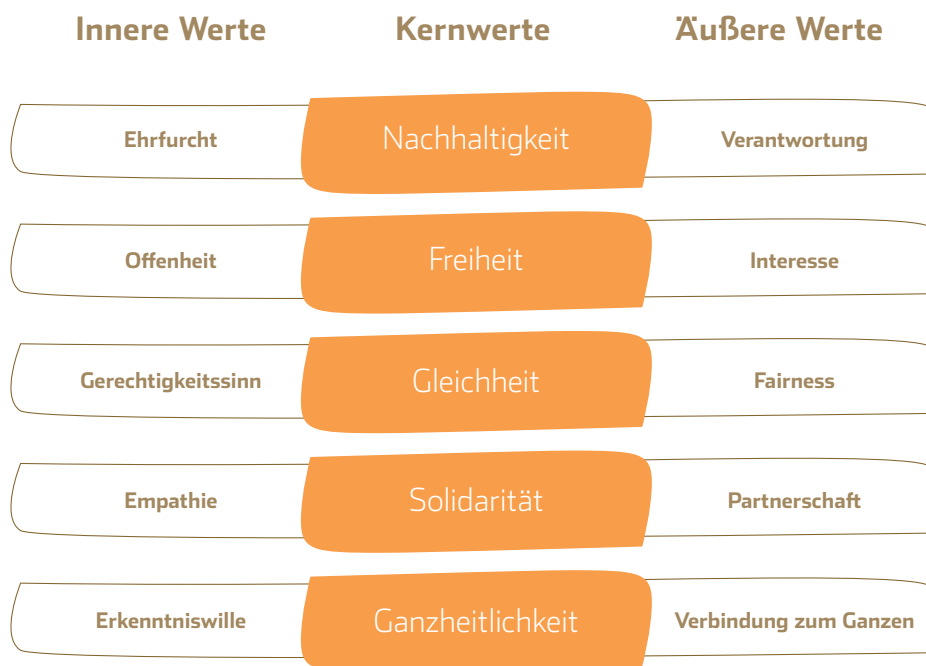 Innere Werte Kernwerte Äußere Werte
Ehrfurcht Nachhaltigkeit Verantwortung
Offenheit Freiheit Interesse
Gerechtigkeitssinn Gleichheit Fairness
Empathie Solidarität Partnerschaft
Erkenntniswille Ganzheitlichkeit Verbindung zum Ganzen